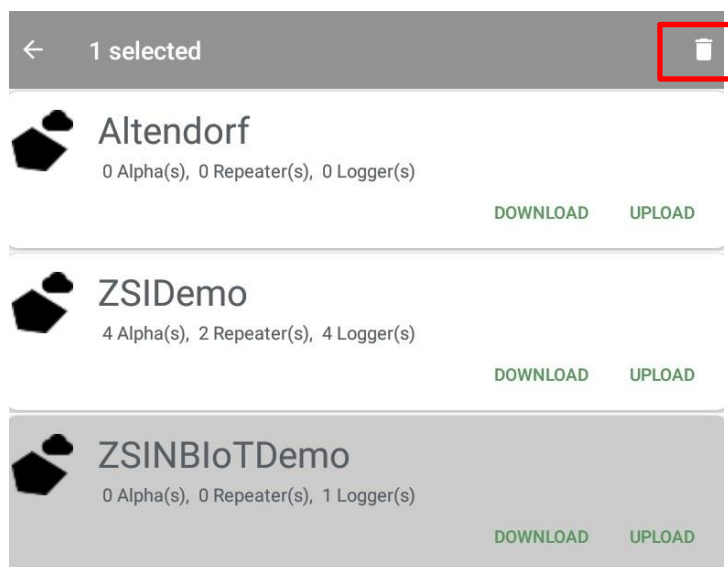 1 selected
Altendorf
0 Alpha(s), 0 Repeater(s), 0 Logger(s)
DOWNLOAD UPLOAD
ZSIDemo
4 Alpha(s), 2 Repeater(s), 4 Logger(s)
DOWNLOAD UPLOAD
ZSINBIoTDemo
0 Alpha(s), 0 Repeater(s), 1 Logger(s)
DOWNLOAD UPLOAD